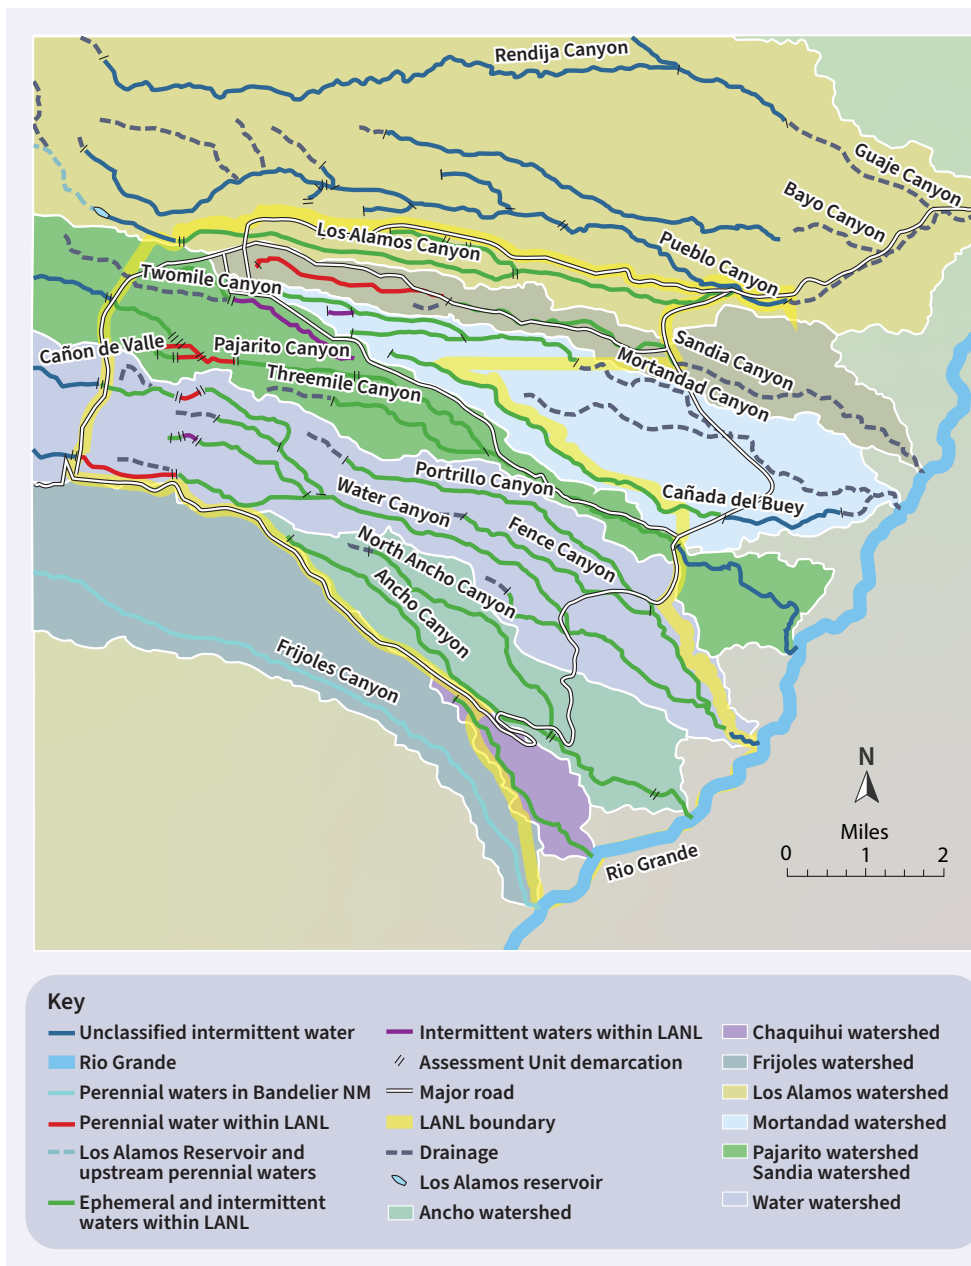 Rendija Canyon
Guaje Canyon
Bayo Canyon
Los Alamos Canyon
Pueblo Canyon
Twomile Canyon
Cañon de Valle
Pajarito Canyon
Sandia Canyon
Mortandad Canyon
Threemile Canyon
Portrillo Canyon
Cañada del Buey
Water Canyon
Fence Canyon
North Ancho Canyon
Ancho Canyon
Frijoles Canyon
N
Miles
0 1 2
Rio Grande
Key
Unclassified intermittent water
Rio Grande
Perennial waters in Bandelier NM
Perennial water within LANL
Los Alamos Reservoir and
upstream perennial waters
Ephemeral and intermittent
waters within LANL
Intermittent waters within LANL
Assessment Unit demarcation
Major road
LANL boundary
Drainage
Los Alamos reservoir
Ancho watershed
Chaquihui watershed
Frijoles watershed
Los Alamos watershed
Mortandad watershed
Pajarito watershed
Sandia watershed
Water watershed